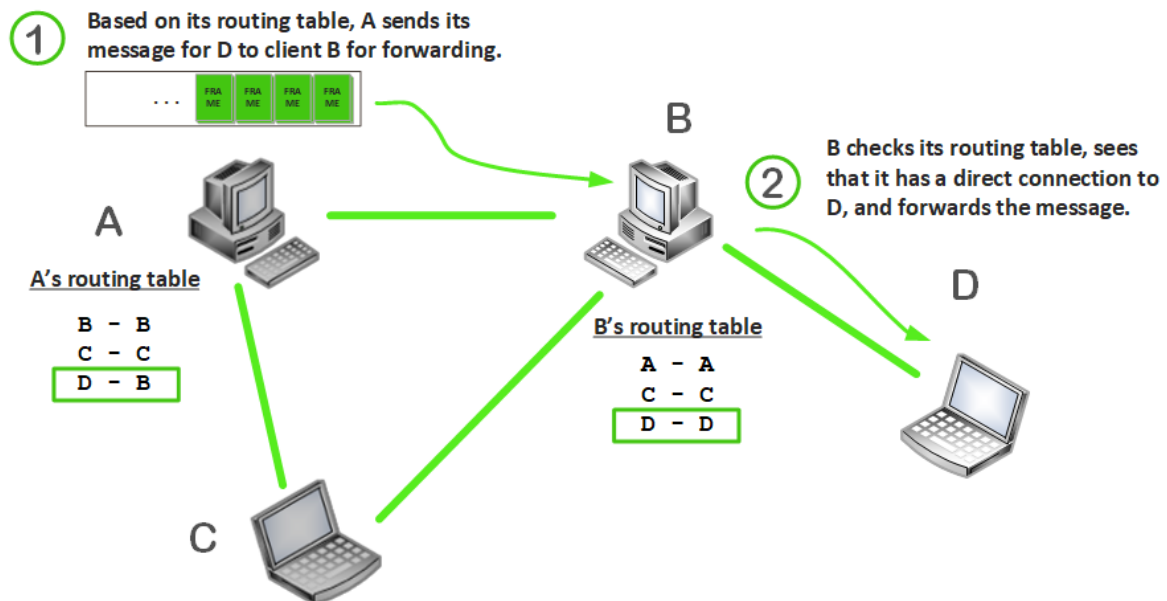 1
Based on its routing table, A sends its
message for D to client B for forwarding.
. . .
FRA
ME
FRA
ME
FRA
ME
FRA
ME
B
2
B checks its routing table, sees
that it has a direct connection to
D, and forwards the message.
A
A’s routing table
B – B
C – C
D – B
D
B’s routing table
A – A
C – C
D – D
C